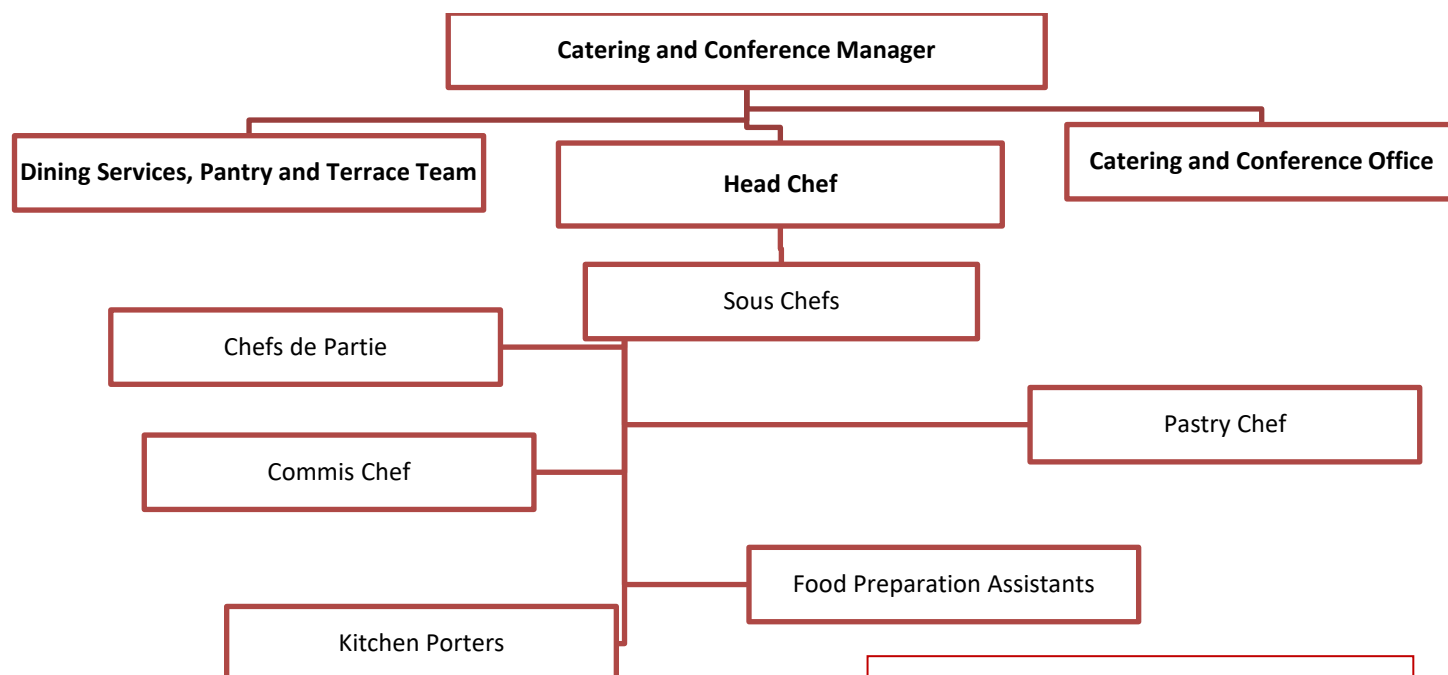 Catering and Conference Manager
Dining Services, Pantry and Terrace Team
Head Chef
Catering and Conference Office
Sous Chefs
Chefs de Partie
Pastry Chef
Commis Chef
Food Preparation Assistants
Kitchen Porters